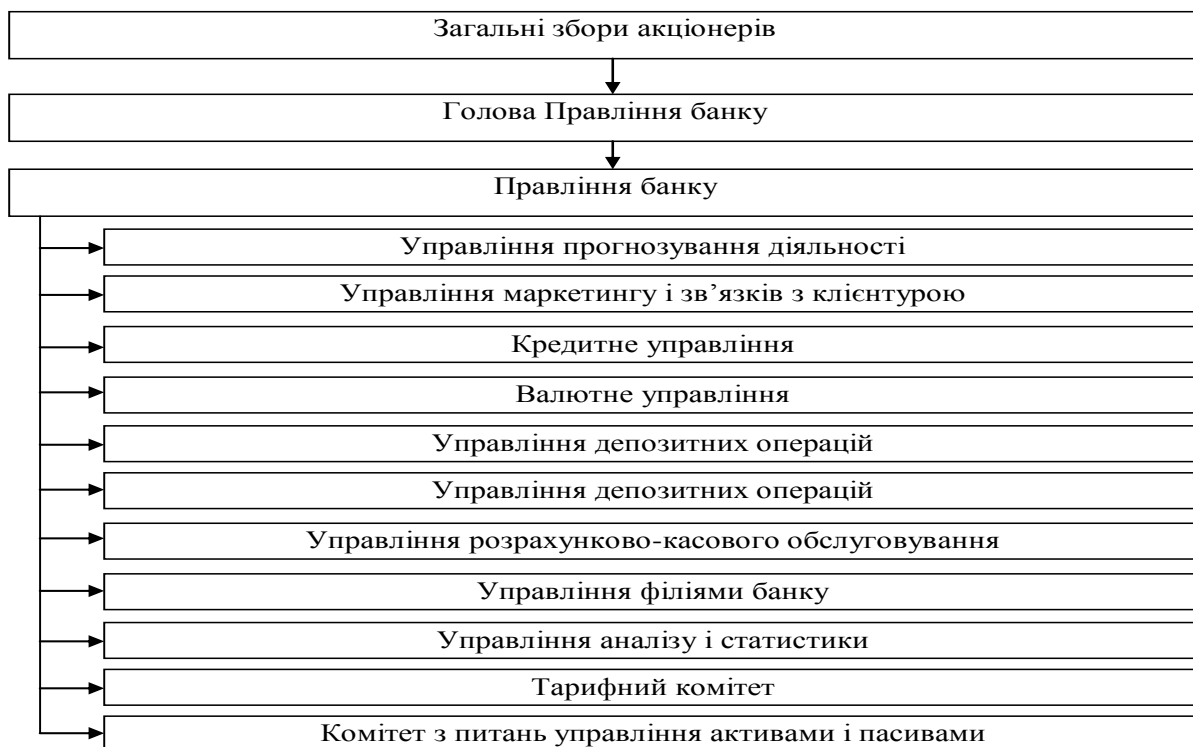 Загальні збори акціонерів
Голова Правління банку
Правління банку
Управління прогнозування діяльності
Управління маркетингу і зв’язків з клієнтурою
Кредитне управління
Валютне управління
Управління депозитних операцій
Управління депозитних операцій
Управління розрахунково-касового обслуговування
Управління філіями банку
Управління аналізу і статистики
Тарифний комітет
Комітет з питань управління активами і пасивами